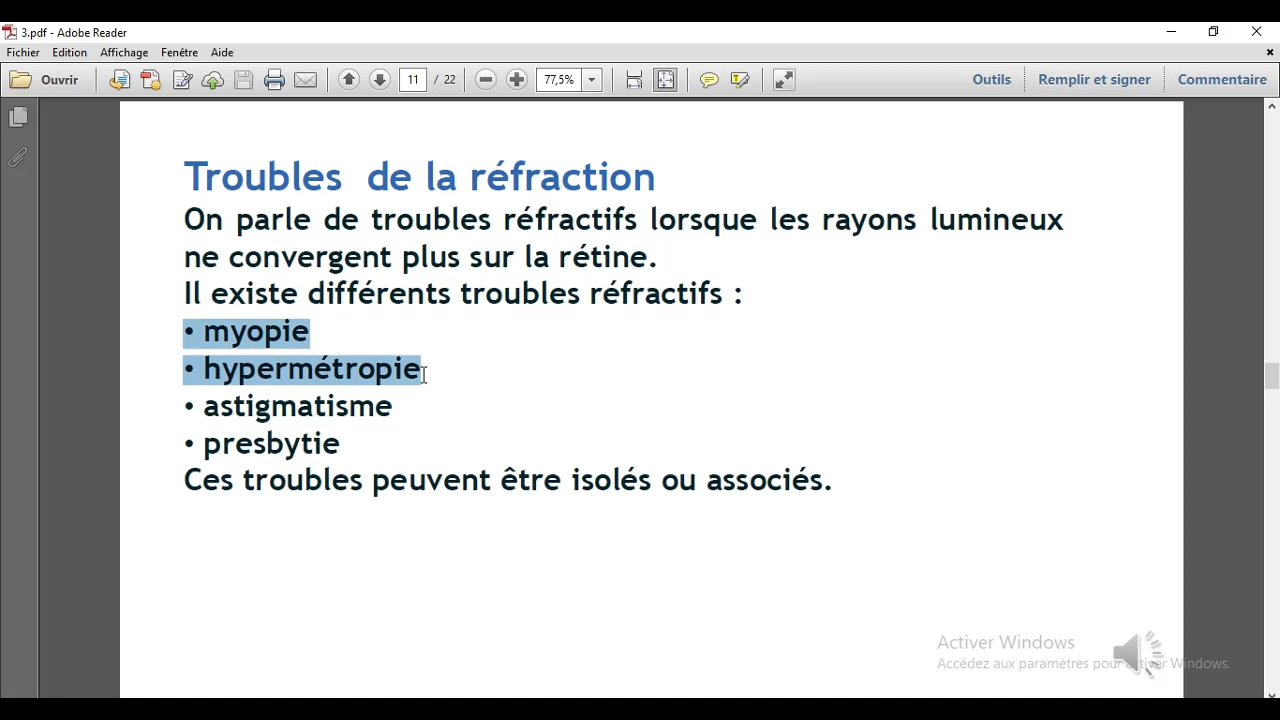 3.pdf - Adobe Reader
Fichier Edition Affichage Fenêtre Aide
Ouvrir 11 / 22 77,5% Outils Remplir et signer Commentaire
Troubles de la réfraction
On parle de troubles réfractifs lorsque les rayons lumineux
ne convergent plus sur la rétine.
Il existe différents troubles réfractifs :
• myopie
• hypermétropie
• astigmatisme
• presbytie
Ces troubles peuvent être isolés ou associés.
Activer Windows
Accédez aux paramètres pour activer Windows.